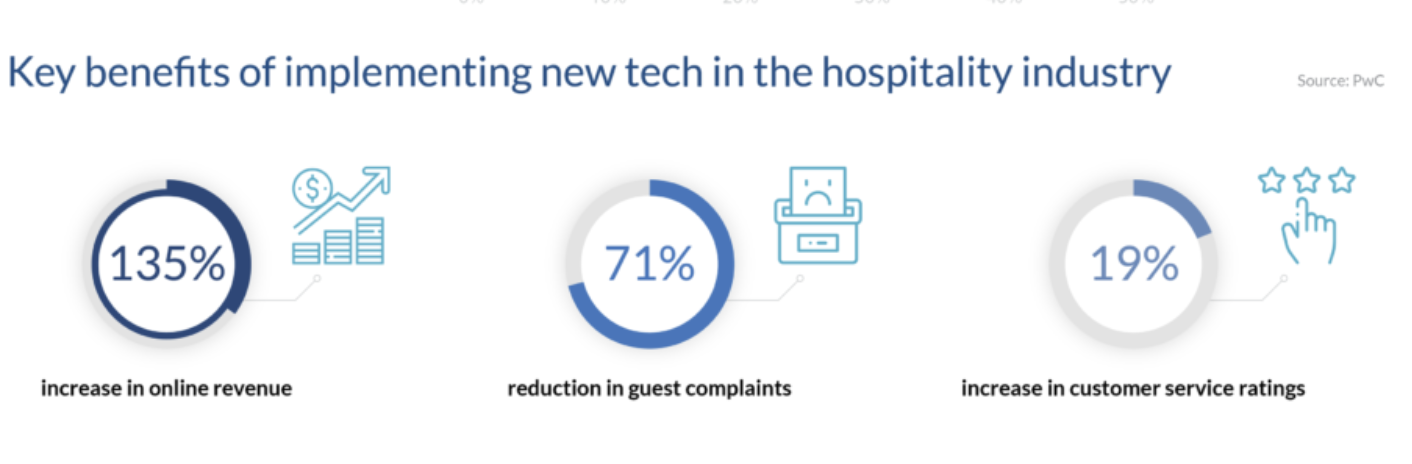 Key benefits of implementing new tech in the hospitality industry
Source: PwC
135%
71%
19%
increase in online revenue
reduction in guest complaints
increase in customer service ratings